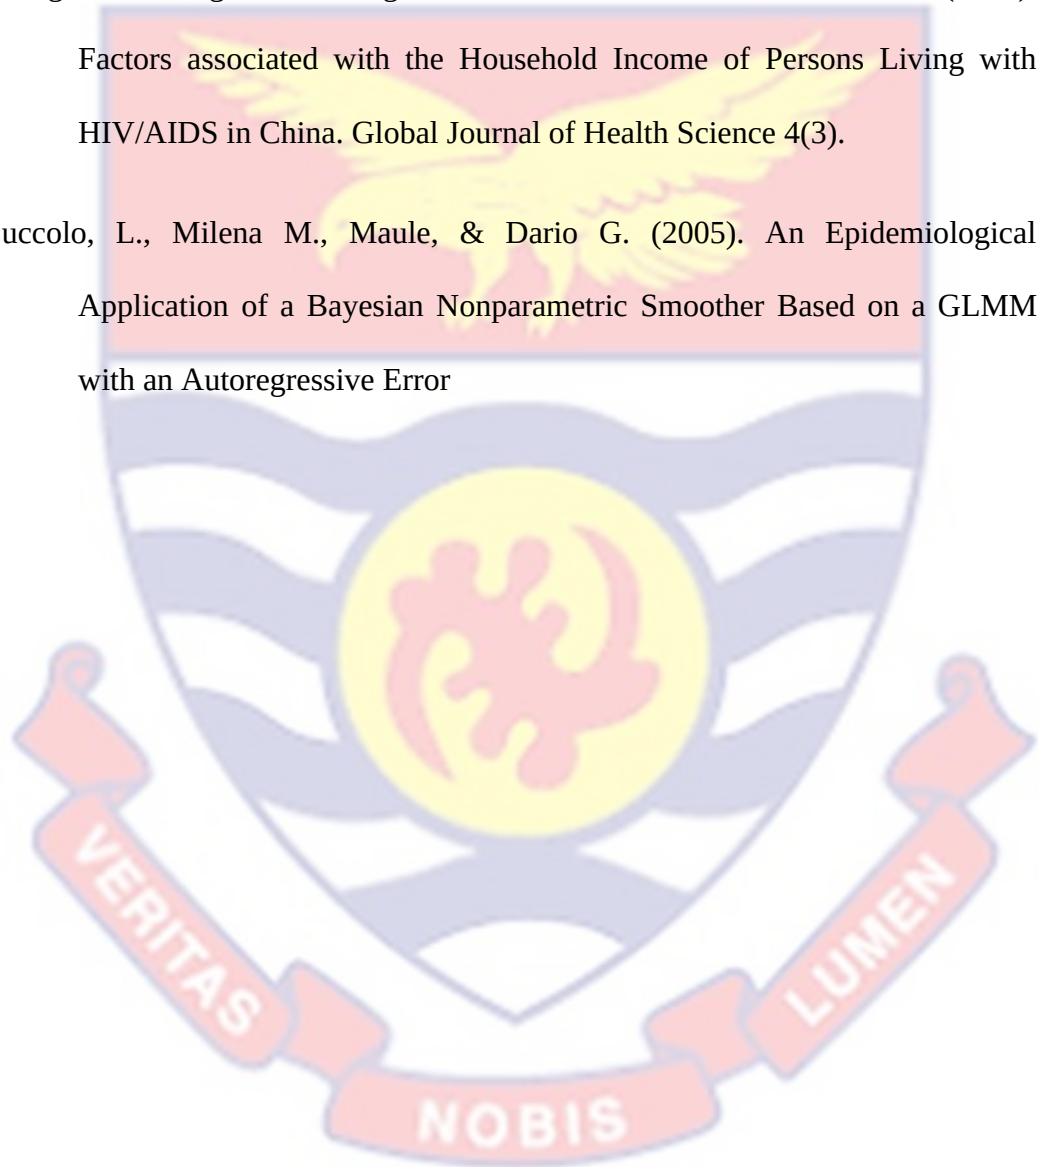 Factors associated with the Household Income of Persons Living with
HIV/AIDS in China. Global Journal of Health Science 4(3).
uccolo, L., Milena M., Maule, & Dario G. (2005). An Epidemiological
Application of a Bayesian Nonparametric Smoother Based on a GLMM
with an Autoregressive Error
VERITAS
NOBIS
LUMEN